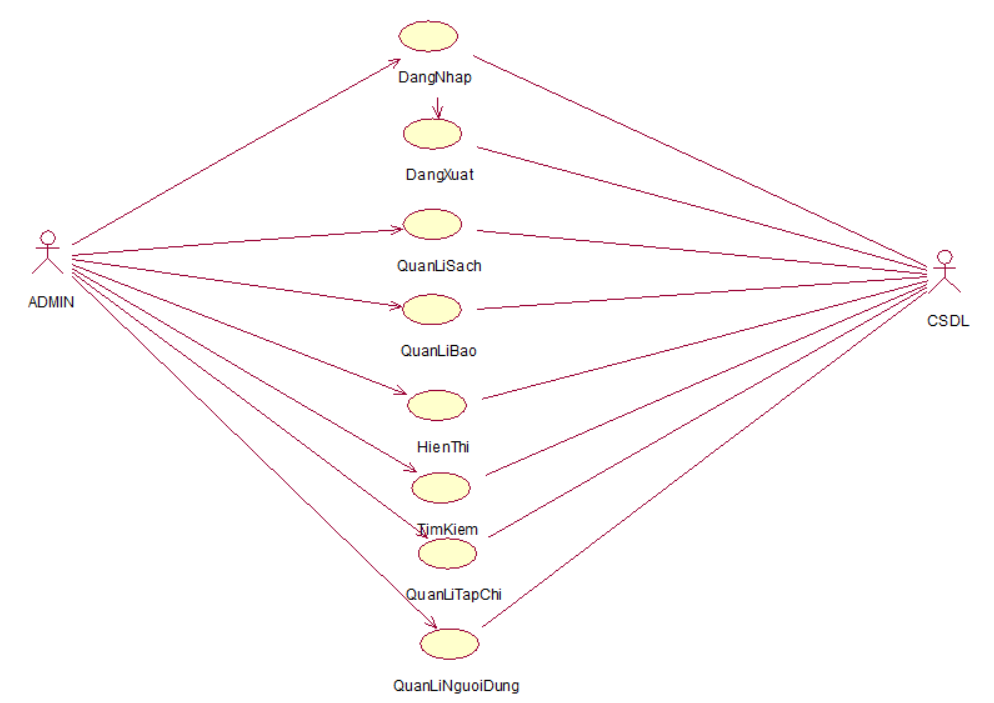 DangNhap
DangXuat
QuanLiSach
ADMIN
CSDL
QuanLiBao
HienThi
TimKiem
QuanLiTapChi
QuanLiNguoiDung